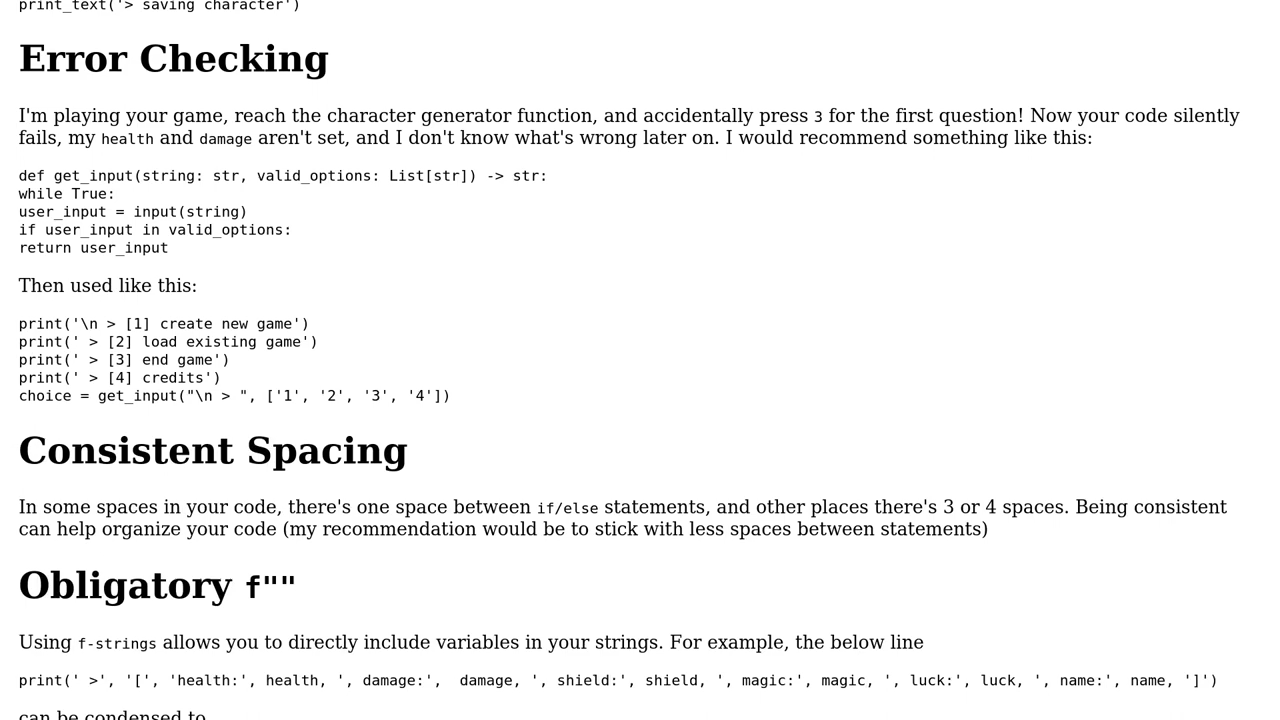 print_text('> saving character')
Error Checking
I'm playing your game, reach the character generator function, and accidentally press 3 for the first question! Now your code silently
fails, my health and damage aren't set, and I don't know what's wrong later on. I would recommend something like this:
def get_input(string: str, valid_options: List[str]) -> str:
while True:
user_input = input(string)
if user_input in valid_options:
return user_input
Then used like this:
print('\n > [1] create new game')
print(' > [2] load existing game')
print(' > [3] end game')
print(' > [4] credits')
choice = get_input("\n > ", ['1', '2', '3', '4'])
Consistent Spacing
In some spaces in your code, there's one space between if/else statements, and other places there's 3 or 4 spaces. Being consistent
can help organize your code (my recommendation would be to stick with less spaces between statements)
Obligatory f""
Using f-strings allows you to directly include variables in your strings. For example, the below line
print(' >', '[', 'health:', health, ', damage:',  damage, ', shield:', shield, ', magic:', magic, ', luck:', luck, ', name:', name, ']')
can be condensed to